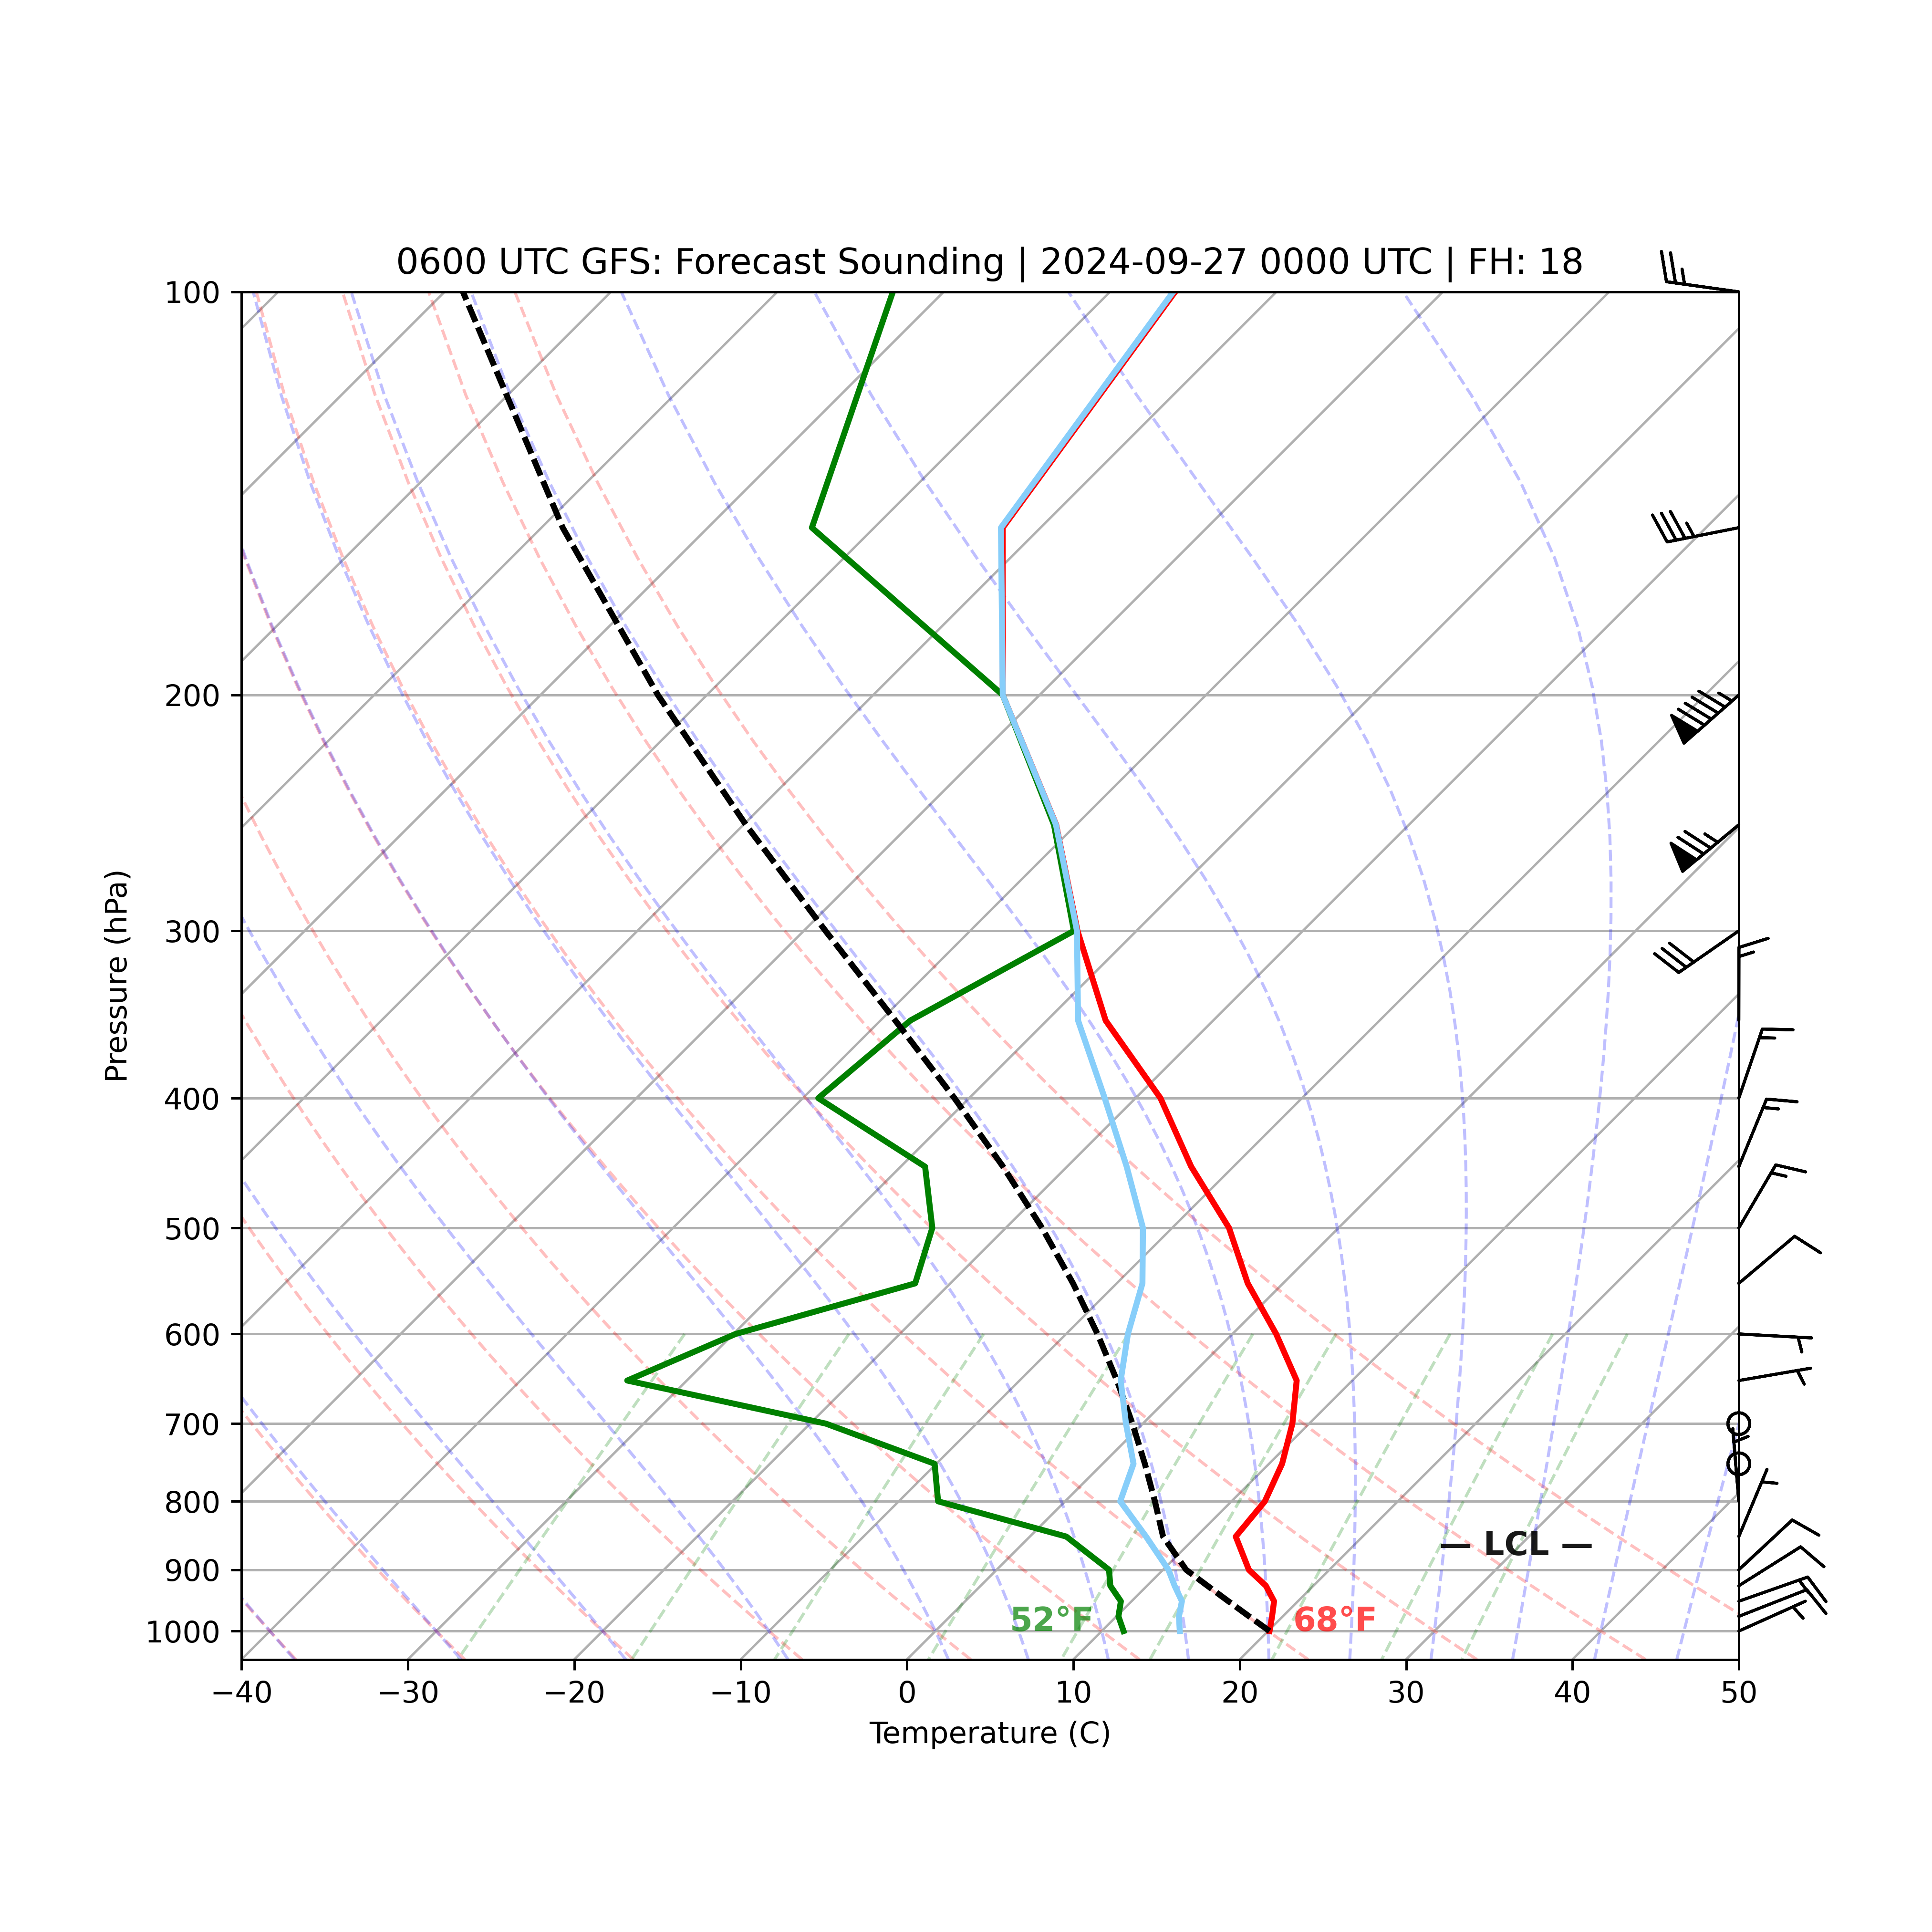 0600 UTC GFS: Forecast Sounding | 2024-09-27 0000 UTC | FH: 18
100
200
300
400
500
600
700
800
900
1000
Pressure (hPa)
— LCL —
52°F
68°F
−40 −30 −20 −10 0 10 20 30 40 50
Temperature (C)